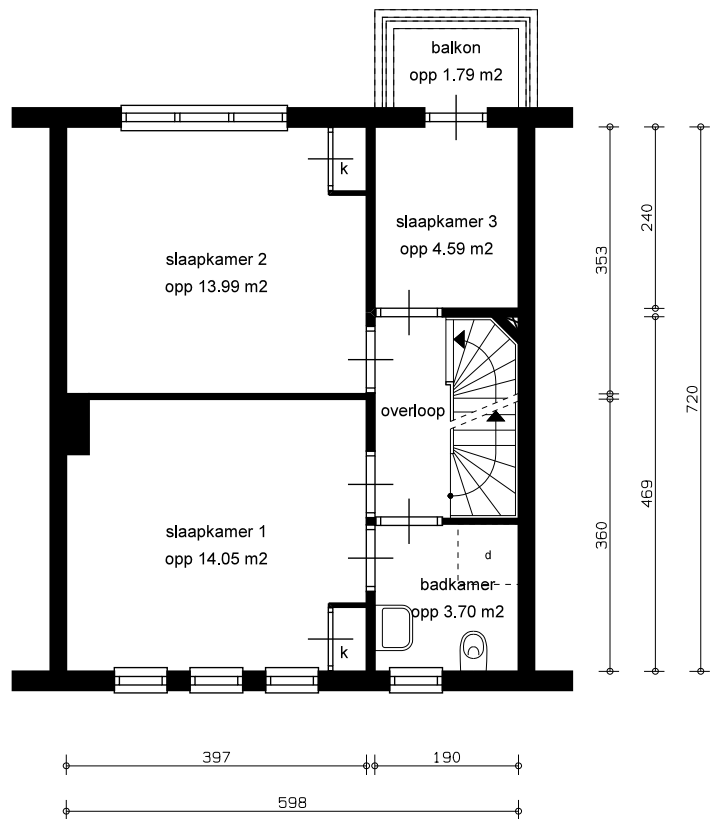 balkon
opp 1.79 m2
k
slaapkamer 3
opp 4.59 m2
slaapkamer 2
opp 13.99 m2
overloop
slaapkamer 1
opp 14.05 m2
d
badkamer
opp 3.70 m2
k
353
240
720
469
360
397
190
598